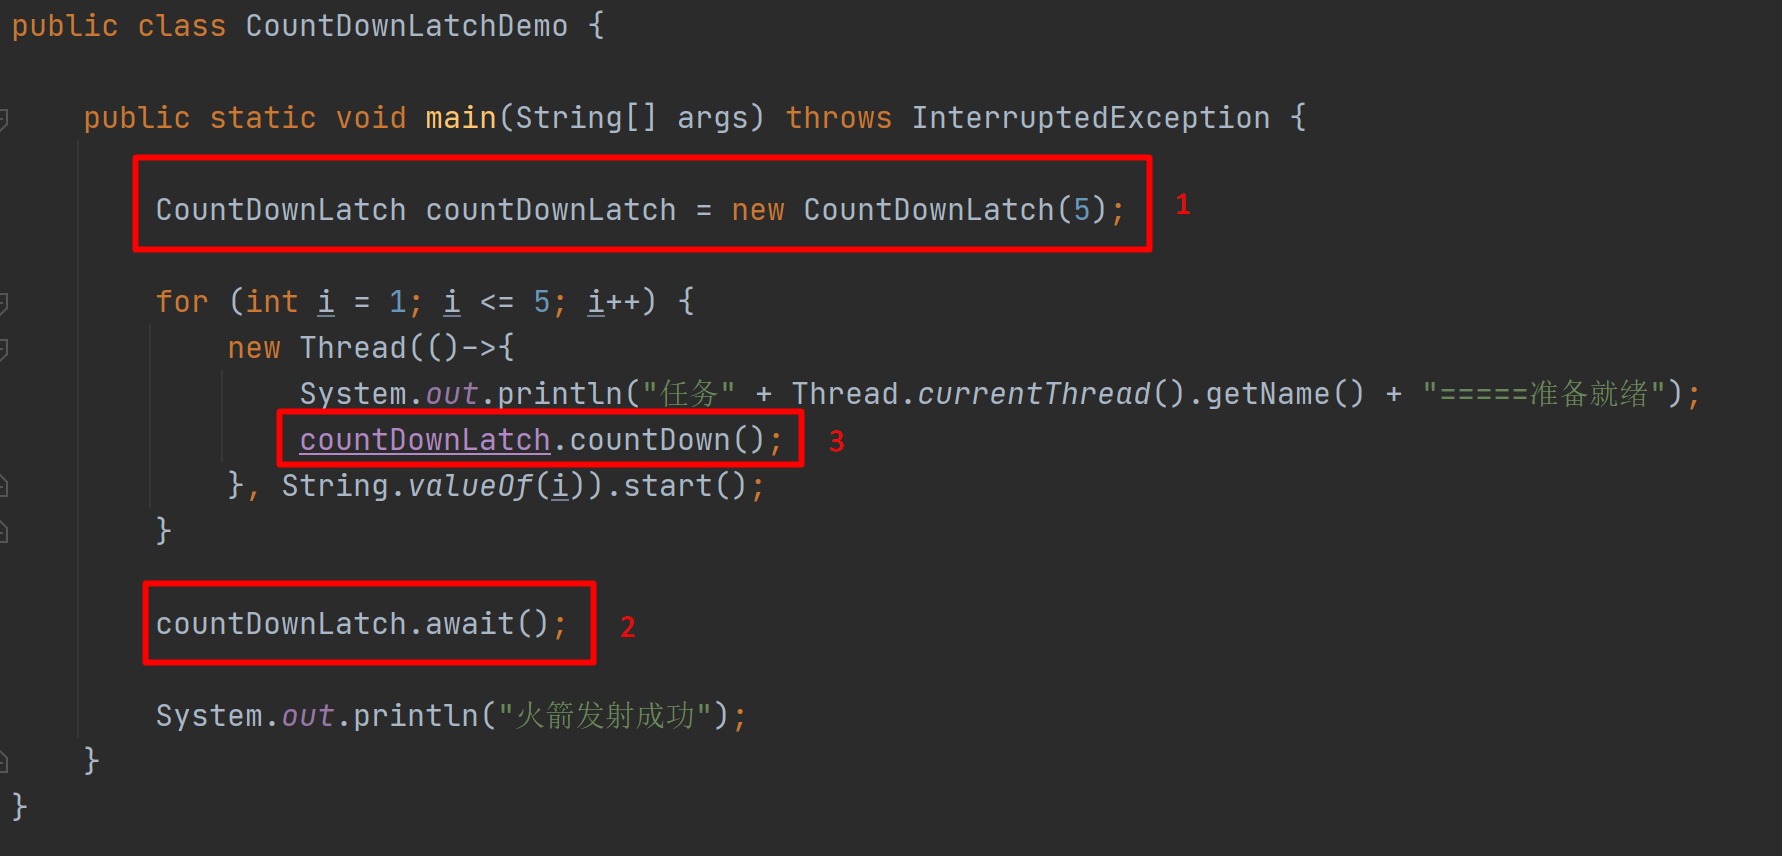 public class CountDownLatchDemo {
public static void main(String[] args) throws InterruptedException {
CountDownLatch countDownLatch = new CountDownLatch(5); 1
for (int i = 1; i <= 5; i++) {
new Thread(()->{
System.out.println("任务" + Thread.currentThread().getName() + "=====准备就绪");
countDownLatch.countDown(); 3
}, String.valueOf(i)).start();
}
countDownLatch.await(); 2
System.out.println("火箭发射成功");
}
}